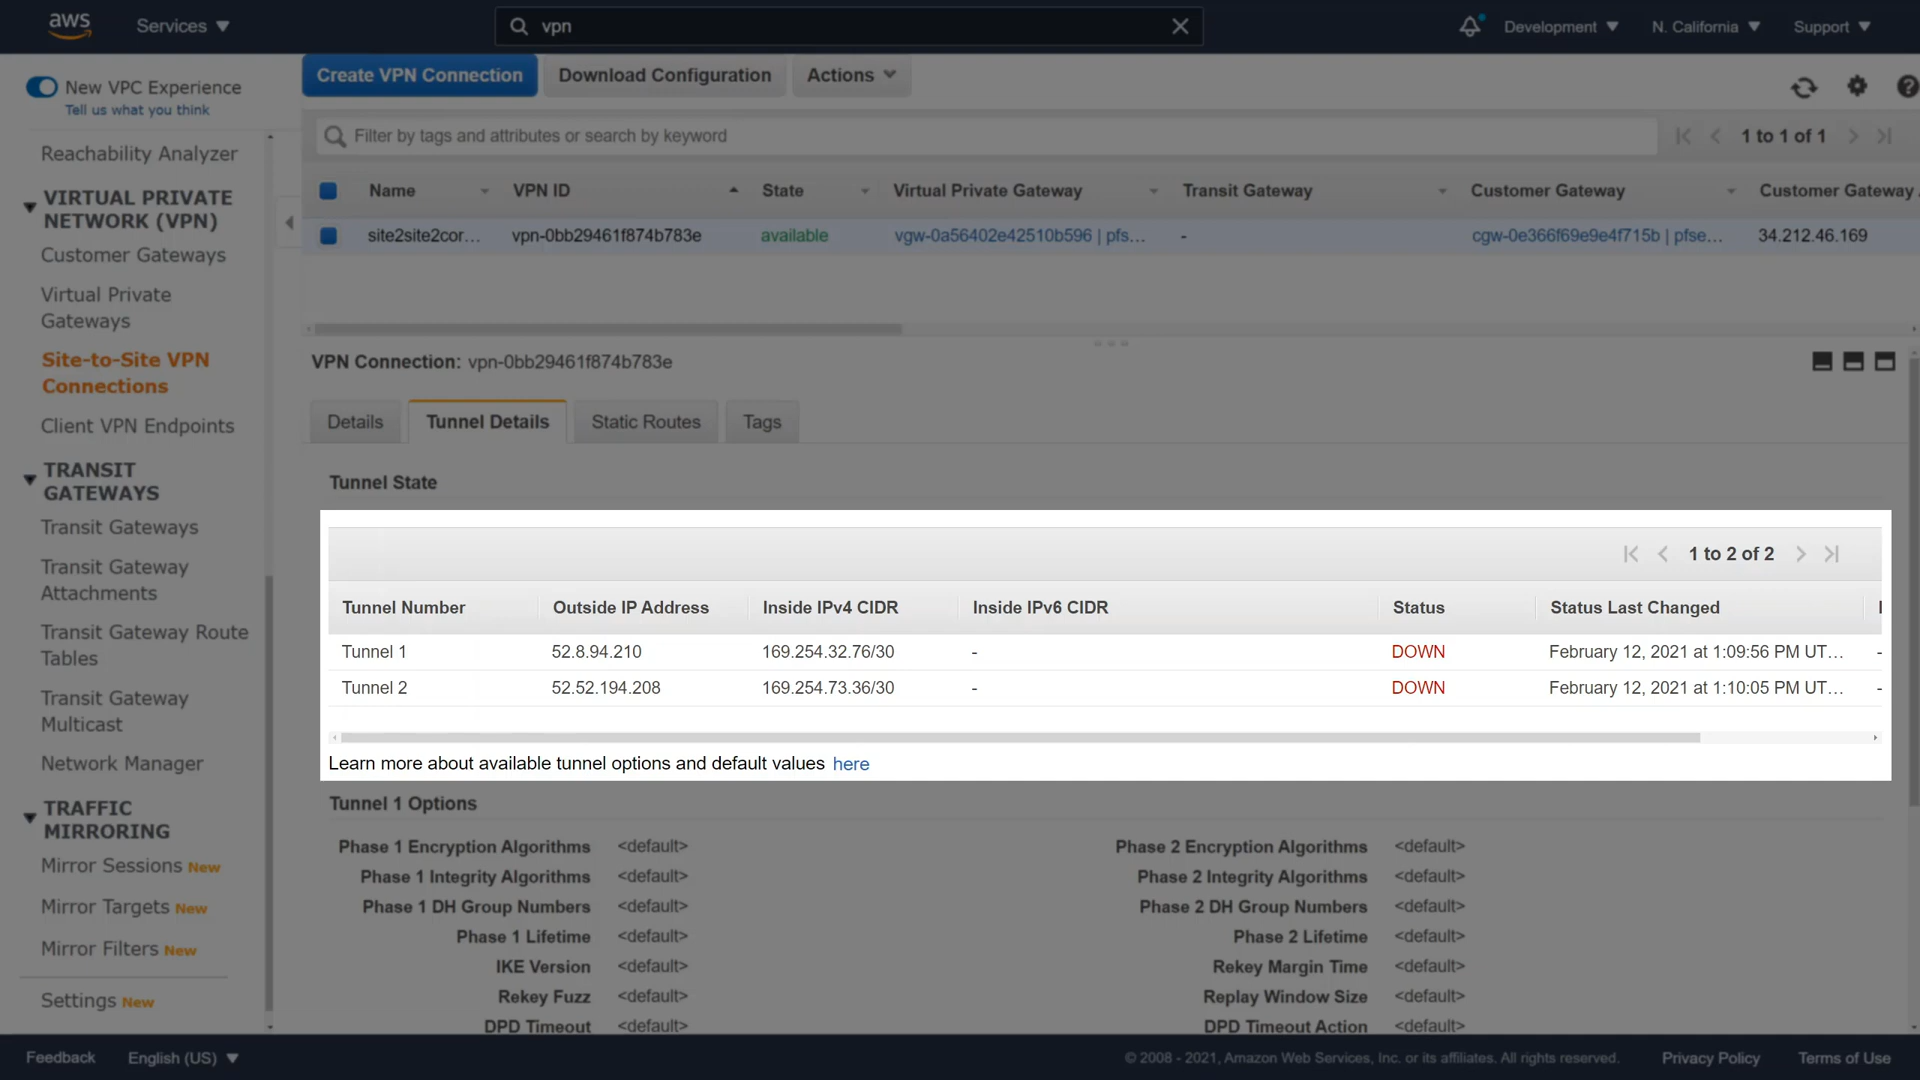 aws
Services
vpn
Development
N. California
Support
New VPC Experience
Tell us what you think
Create VPN Connection
Download Configuration
Actions
Filter by tags and attributes or search by keyword
1 to 1 of 1
Name
VPN ID
State
Virtual Private Gateway
Transit Gateway
Customer Gateway
Customer Gateway
site2site2cor...
vpn-0bb29461f874b783e
available
vgw-0a56402e42510b596 | pfs...
-
cgw-0e366f69e9e4f715b | pfse...
34.212.46.169
Reachability Analyzer
VIRTUAL PRIVATE
NETWORK (VPN)
Customer Gateways
Virtual Private
Gateways
Site-to-Site VPN
Connections
Client VPN Endpoints
TRANSIT
GATEWAYS
Transit Gateways
Transit Gateway
Attachments
Transit Gateway Route
Tables
Transit Gateway
Multicast
Network Manager
TRAFFIC
MIRRORING
Mirror Sessions New
Mirror Targets New
Mirror Filters New
Settings New
VPN Connection: vpn-0bb29461f874b783e
Details
Tunnel Details
Static Routes
Tags
Tunnel State
1 to 2 of 2
Tunnel Number
Outside IP Address
Inside IPv4 CIDR
Inside IPv6 CIDR
Status
Status Last Changed
Tunnel 1
52.8.94.210
169.254.32.76/30
-
DOWN
February 12, 2021 at 1:09:56 PM UT...
-
Tunnel 2
52.52.194.208
169.254.73.36/30
-
DOWN
February 12, 2021 at 1:10:05 PM UT...
-
Learn more about available tunnel options and default values here
Tunnel 1 Options
Phase 1 Encryption Algorithms <default>
Phase 2 Encryption Algorithms <default>
Phase 1 Integrity Algorithms <default>
Phase 2 Integrity Algorithms <default>
Phase 1 DH Group Numbers <default>
Phase 2 DH Group Numbers <default>
Phase 1 Lifetime <default>
Phase 2 Lifetime <default>
IKE Version <default>
Rekey Margin Time <default>
Rekey Fuzz <default>
Replay Window Size <default>
DPD Timeout <default>
DPD Timeout Action <default>
Feedback
English (US)
© 2008 - 2021, Amazon Web Services, Inc. or its affiliates. All rights reserved.
Privacy Policy
Terms of Use